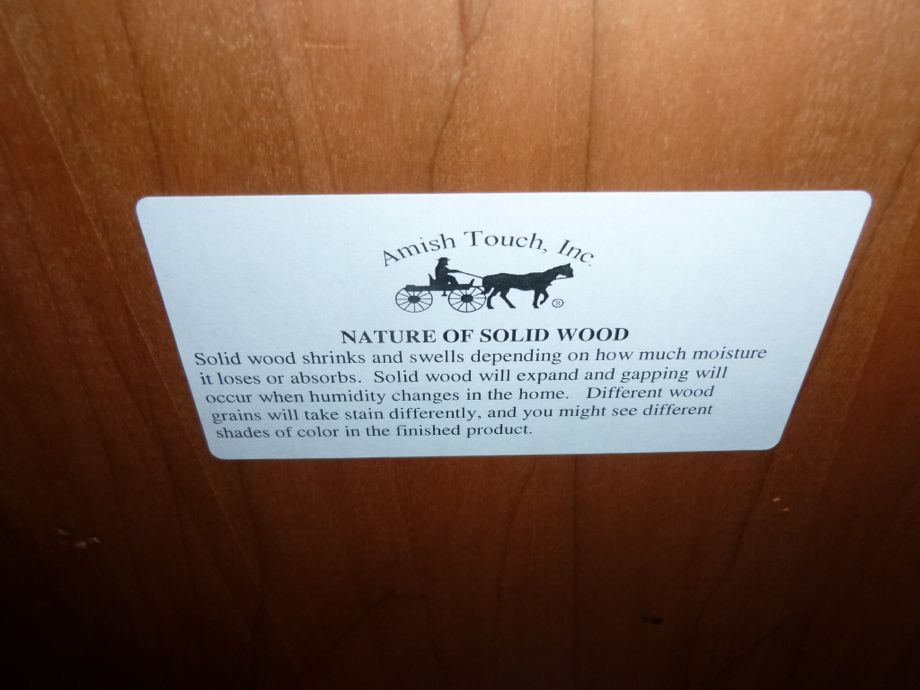 Amish Touch, Inc.
®
NATURE OF SOLID WOOD
Solid wood shrinks and swells depending on how much moisture
it loses or absorbs. Solid wood will expand and gapping will
occur when humidity changes in the home. Different wood
grains will take stain differently, and you might see different
shades of color in the finished product.